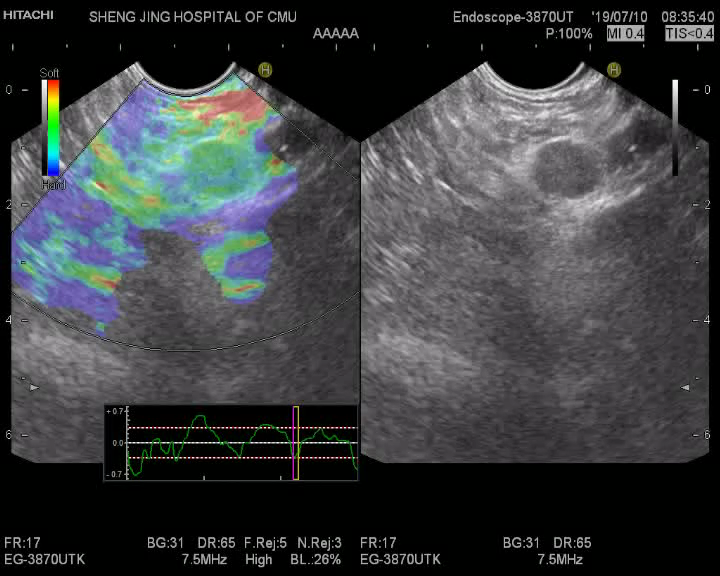 HITACHI SHENG JING HOSPITAL OF CMU Endoscope-3870UT '19/07/10 08:35:40
AAAAA P:100% MI 0.4 TIS<0.4
H H
Soft
0 0
Hard
2 2
4 4
+0.7
0.0
-0.7
6 6
FR:17 BG:31 DR:65 F.Rej:5 N.Rej:3 FR:17 BG:31 DR:65
EG-3870UTK 7.5MHz High BL.:26% EG-3870UTK 7.5MHz